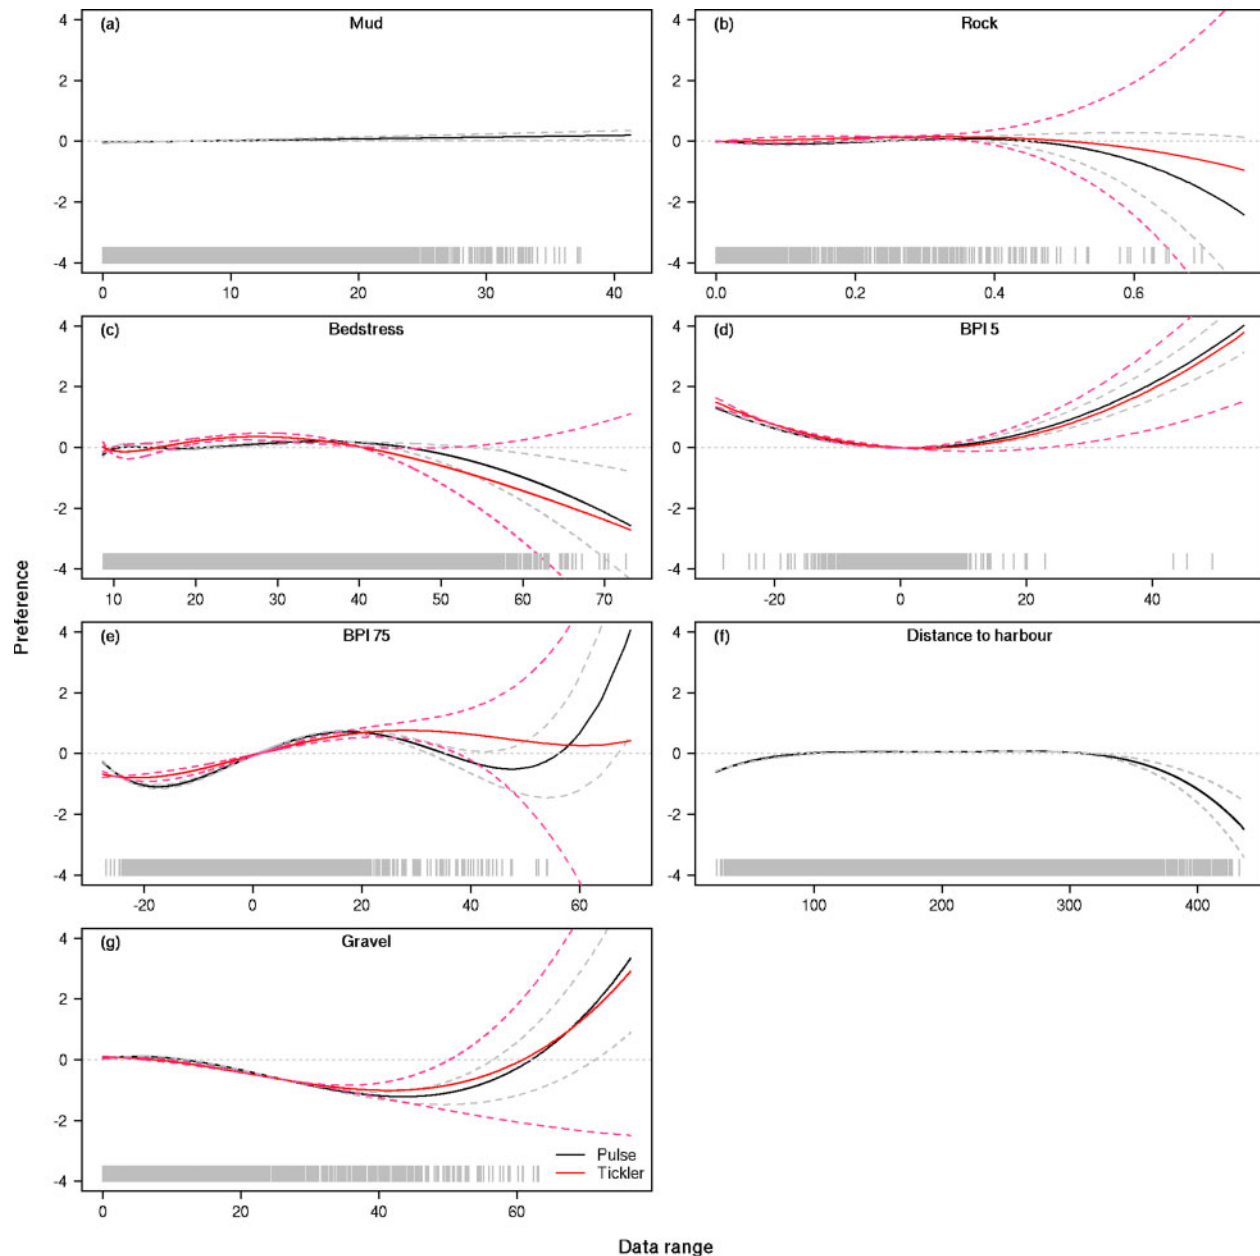 (a) Mud
4
2
0
-2
-4
0 10 20 30 40
(b) Rock
4
2
0
-2
-4
0.0 0.2 0.4 0.6
(c) Bedstress
4
2
0
-2
-4
10 20 30 40 50 60 70
(d) BPI 5
4
2
0
-2
-4
-20 0 20 40
Preference
(e) BPI 75
4
2
0
-2
-4
-20 0 20 40 60
(f) Distance to harbour
4
2
0
-2
-4
100 200 300 400
(g) Gravel
4
2
0
-2
-4
0 20 40 60
Pulse
Tickler
Data range